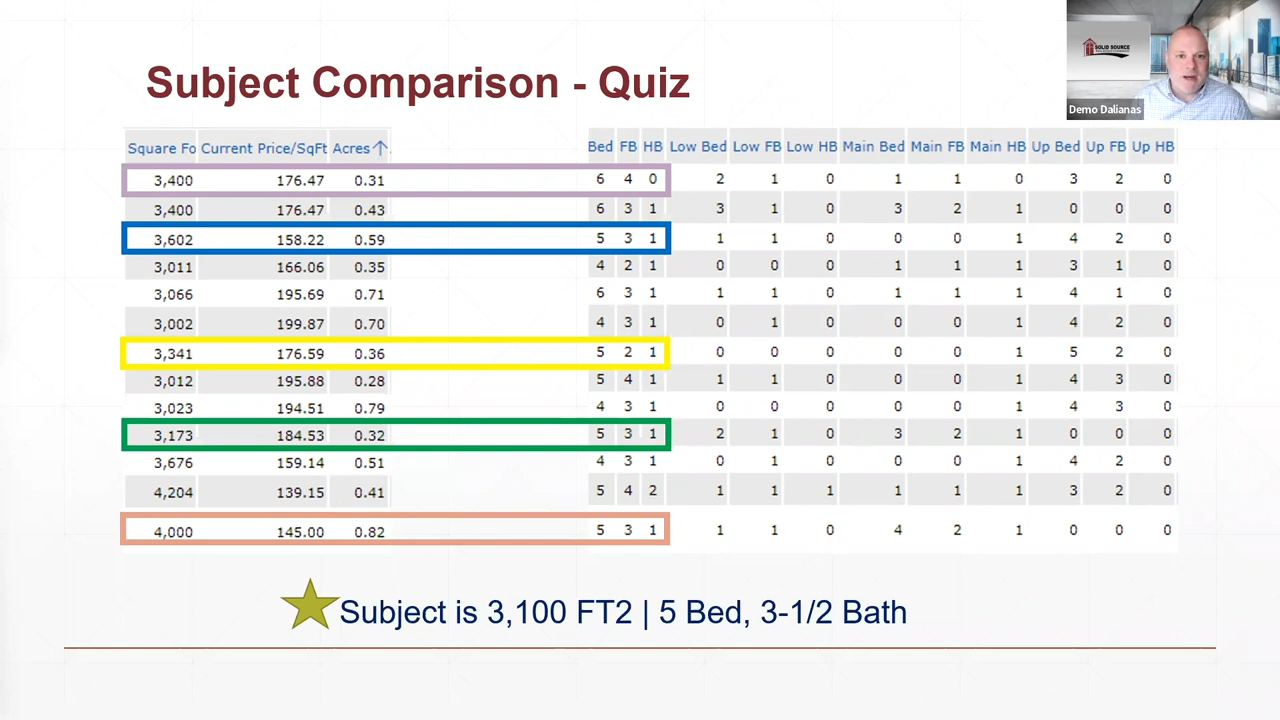 SOLID SOURCE
Demo Dalianas
Subject Comparison - Quiz
Square Fo Current Price/SqFt Acres↑ Bed FB HB Low Bed Low FB Low HB Main Bed Main FB Main HB Up Bed Up FB Up HB
3,400 176.47 0.31 6 4 0 2 1 0 1 1 0 3 2 0
3,400 176.47 0.43 6 3 1 3 1 0 3 2 1 0 0 0
3,602 158.22 0.59 5 3 1 1 1 0 0 0 1 4 2 0
3,011 166.06 0.35 4 2 1 0 0 0 1 1 1 3 1 0
3,066 195.69 0.71 6 3 1 1 1 0 1 1 1 4 1 0
3,002 199.87 0.70 4 3 1 0 1 0 0 0 1 4 2 0
3,341 176.59 0.36 5 2 1 0 0 0 0 0 1 5 2 0
3,012 195.88 0.28 5 4 1 1 1 0 0 0 1 4 3 0
3,023 194.51 0.79 4 3 1 0 0 0 0 0 1 4 3 0
3,173 184.53 0.32 5 3 1 2 1 0 3 2 1 0 0 0
3,676 159.14 0.51 4 3 1 0 1 0 0 0 1 4 2 0
4,204 139.15 0.41 5 4 2 1 1 1 1 1 1 3 2 0
4,000 145.00 0.82 5 3 1 1 1 0 4 2 1 0 0 0
Subject is 3,100 FT2 | 5 Bed, 3-1/2 Bath